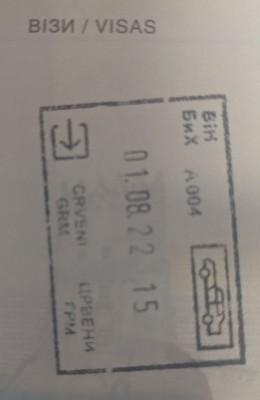 ВІЗИ / VISAS
BiH
БиХ A004
01.08.22 15
CRVENI ЦРВЕНИ
GRM ГРМ